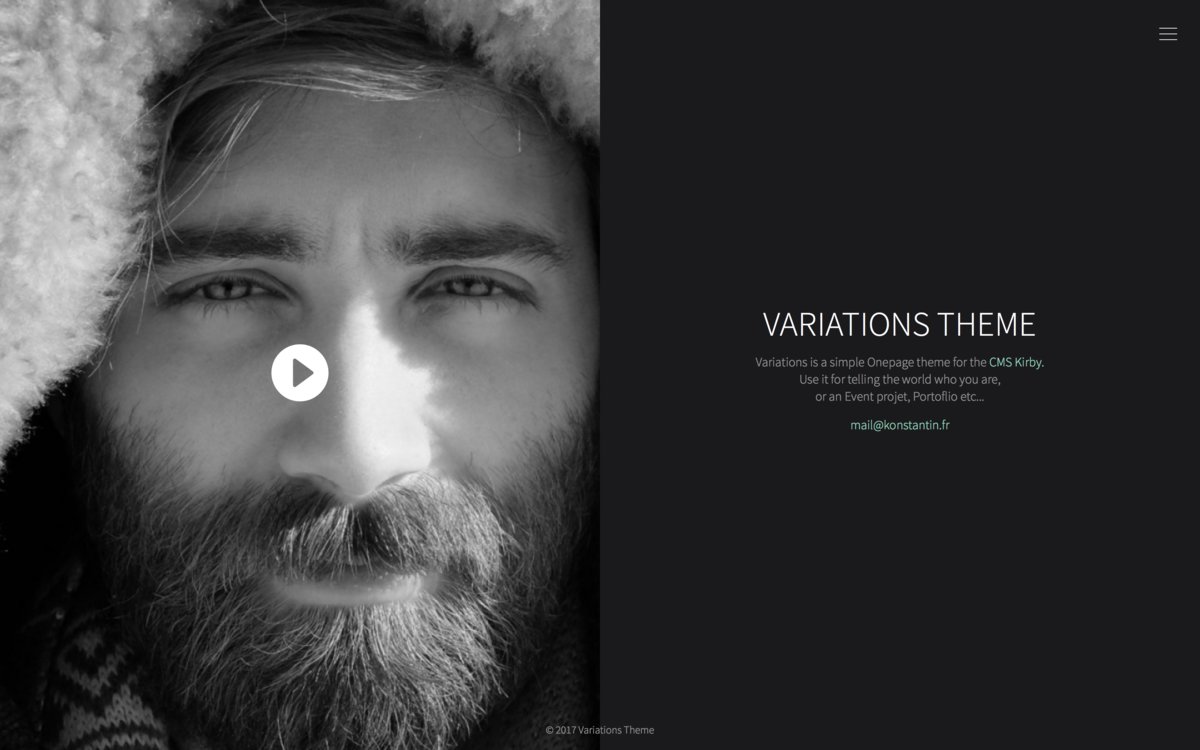 VARIATIONS THEME
Variations is a simple Onepage theme for the CMS Kirby.
Use it for telling the world who you are,
or an Event projet, Portoflio etc...
mail@konstantin.fr
© 2017 Variations Theme